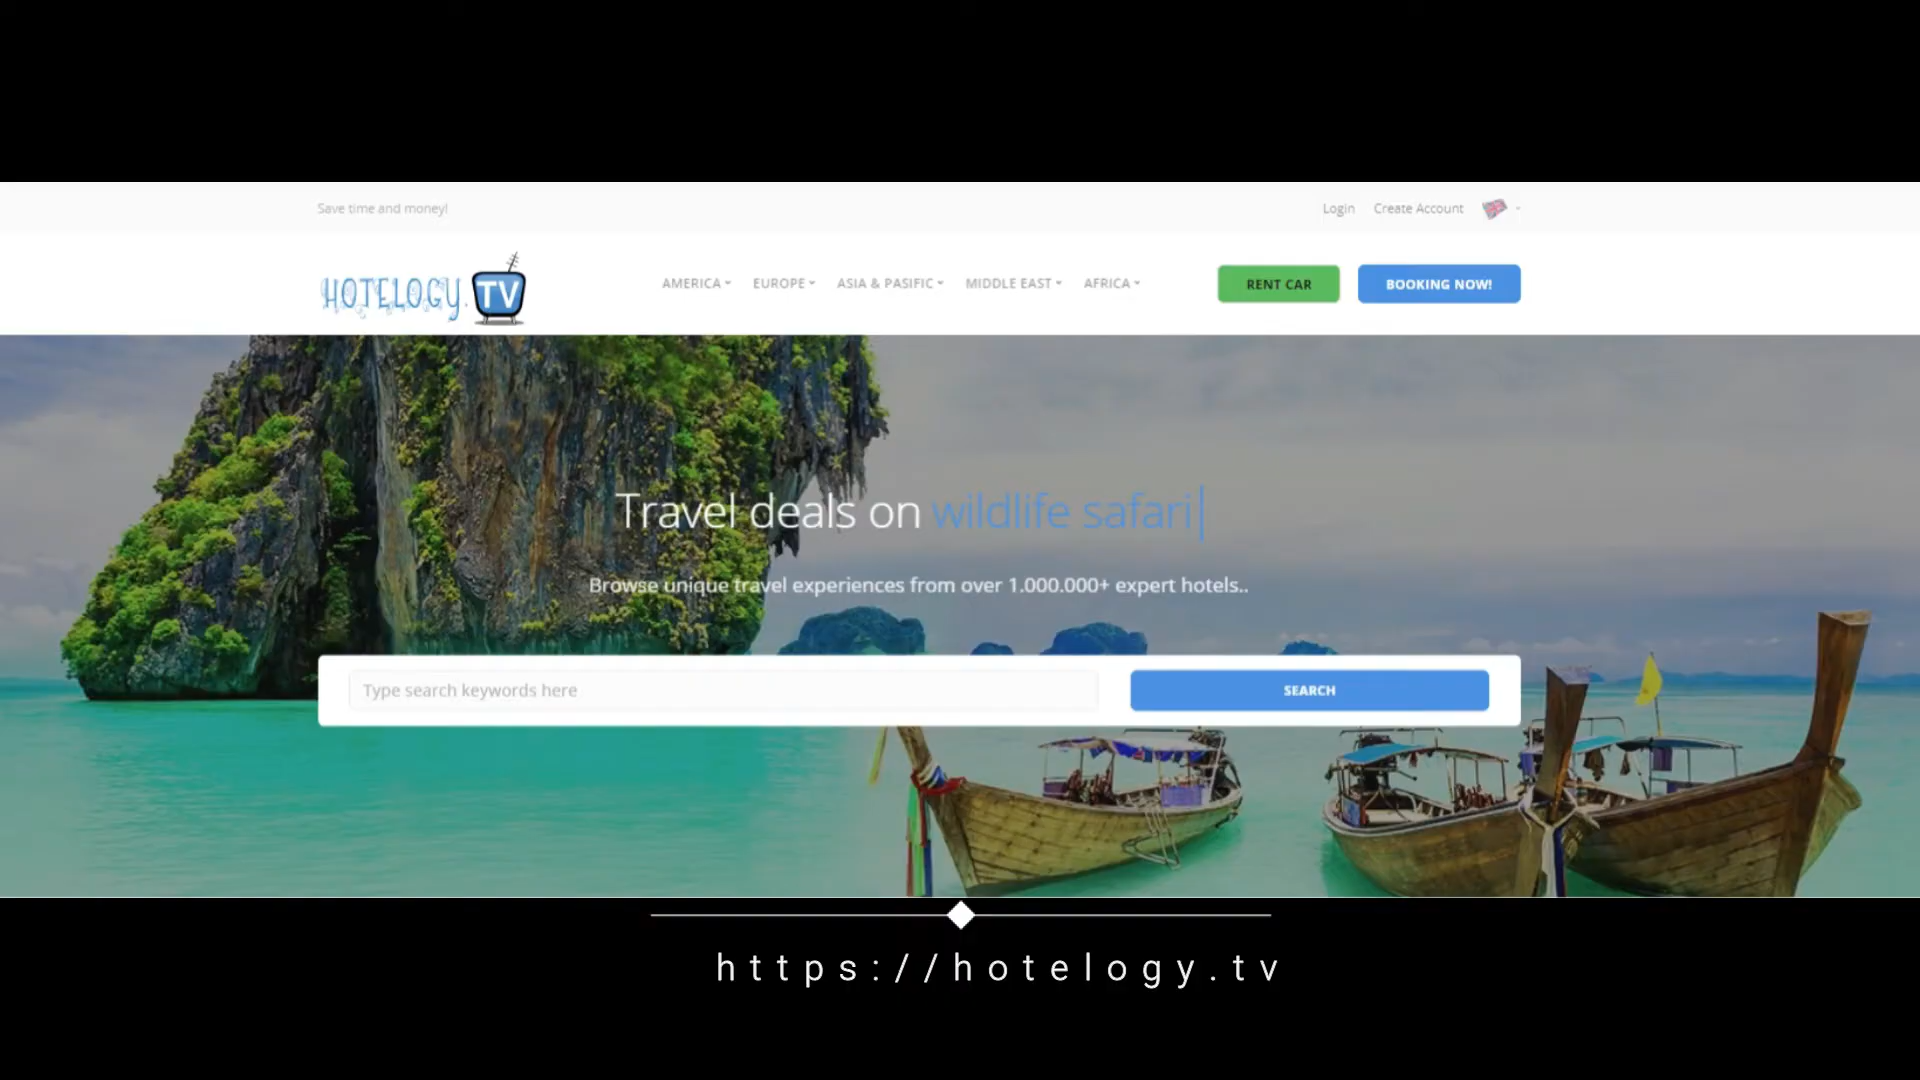 Save time and money!
Login Create Account
HOTELOGY.TV
AMERICA EUROPE ASIA & PASIFIC MIDDLE EAST AFRICA
RENT CAR BOOKING NOW!
Travel deals on wildlife safari
Browse unique travel experiences from over 1.000.000+ expert hotels..
Type search keywords here SEARCH
https://hotelogy.tv